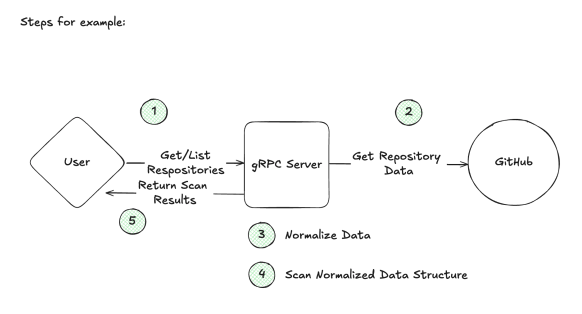 Steps for example:
1
2
User
Get/List
Respositories
gRPC Server
Get Repository
Data
GitHub
Return Scan
Results
5
3 Normalize Data
4 Scan Normalized Data Structure